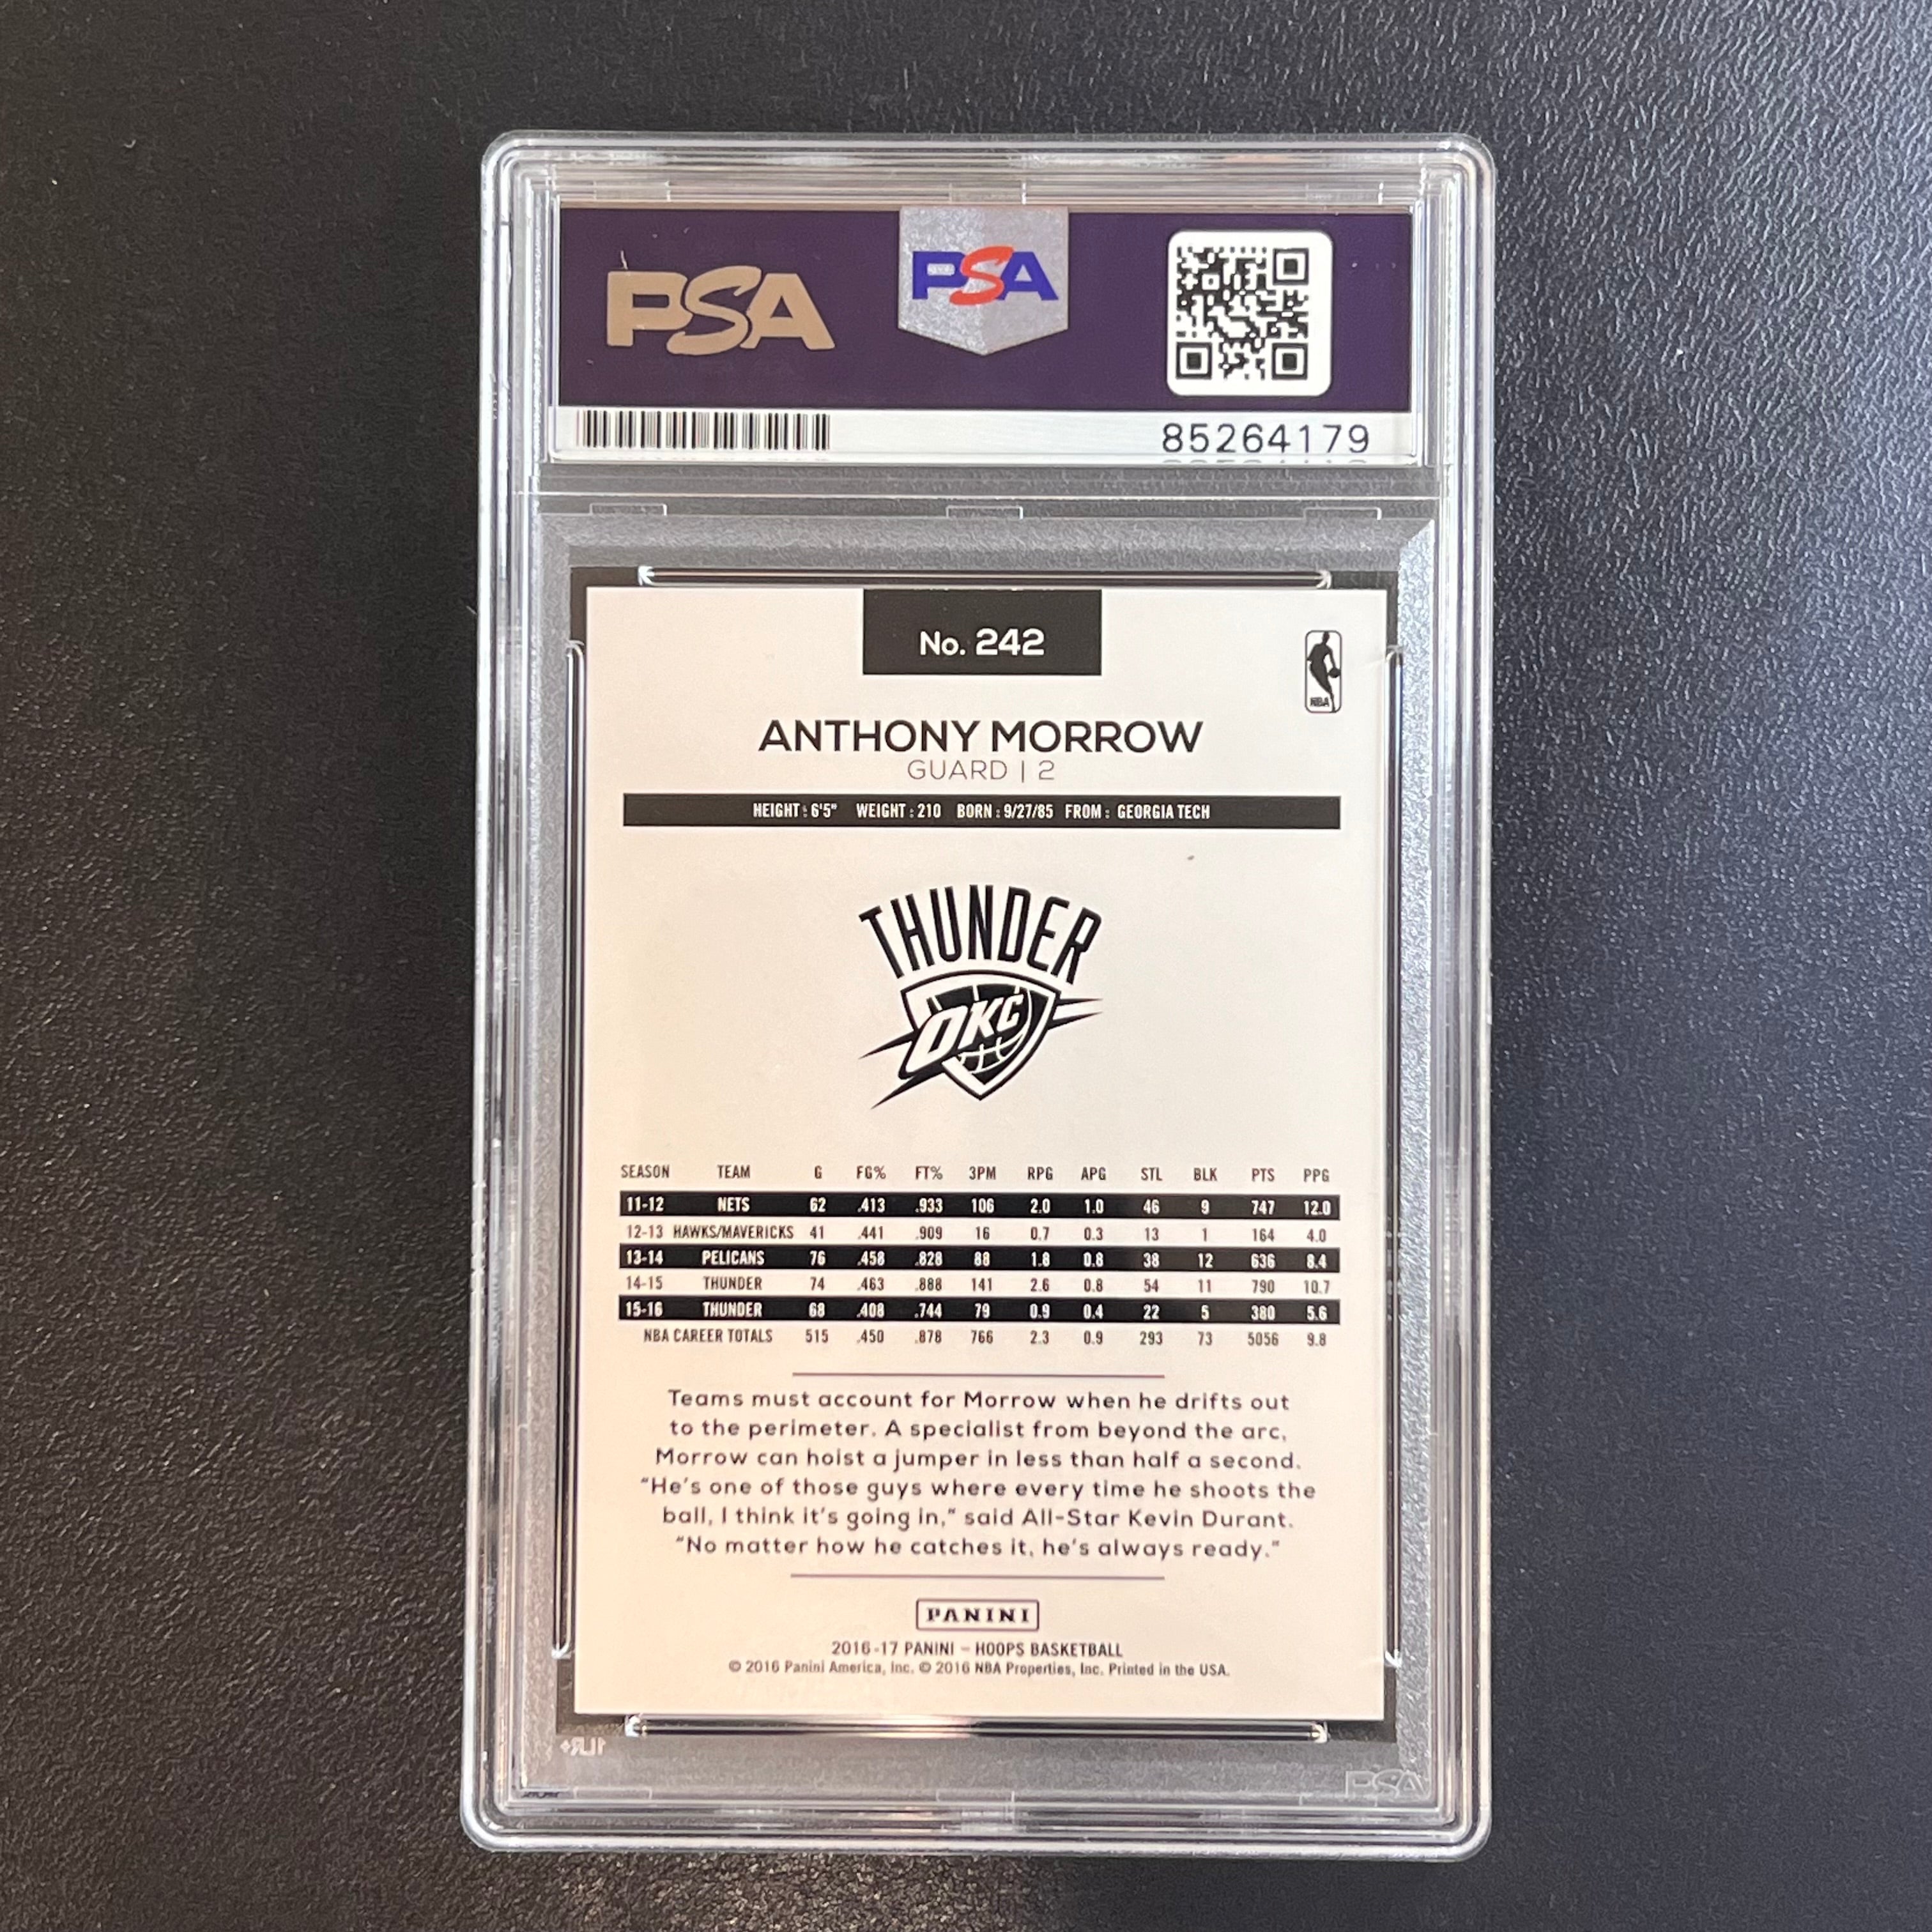 PSA
PSA
85264179
No. 242
NBA
ANTHONY MORROW
GUARD | 2
HEIGHT : 6'5" WEIGHT : 210 BORN : 9/27/85 FROM : GEORGIA TECH
THUNDER
OKC
SEASON TEAM G FG% FT% 3PM RPG APG STL BLK PTS PPG
11-12 NETS 62 .413 .933 106 2.0 1.0 46 9 747 12.0
12-13 HAWKS/MAVERICKS 41 .441 .909 16 0.7 0.3 13 1 164 4.0
13-14 PELICANS 76 .458 .828 88 1.8 0.8 38 12 636 8.4
14-15 THUNDER 74 .463 .888 141 2.6 0.8 54 11 790 10.7
15-16 THUNDER 68 .408 .744 79 0.9 0.4 22 5 380 5.6
NBA CAREER TOTALS 515 .450 .878 766 2.3 0.9 293 73 5056 9.8
Teams must account for Morrow when he drifts out
to the perimeter. A specialist from beyond the arc,
Morrow can hoist a jumper in less than half a second.
"He's one of those guys where every time he shoots the
ball, I think it's going in," said All-Star Kevin Durant.
"No matter how he catches it, he's always ready."
PANINI
2016-17 PANINI – HOOPS BASKETBALL
© 2016 Panini America, Inc. © 2016 NBA Properties, Inc. Printed in the USA.
PSA